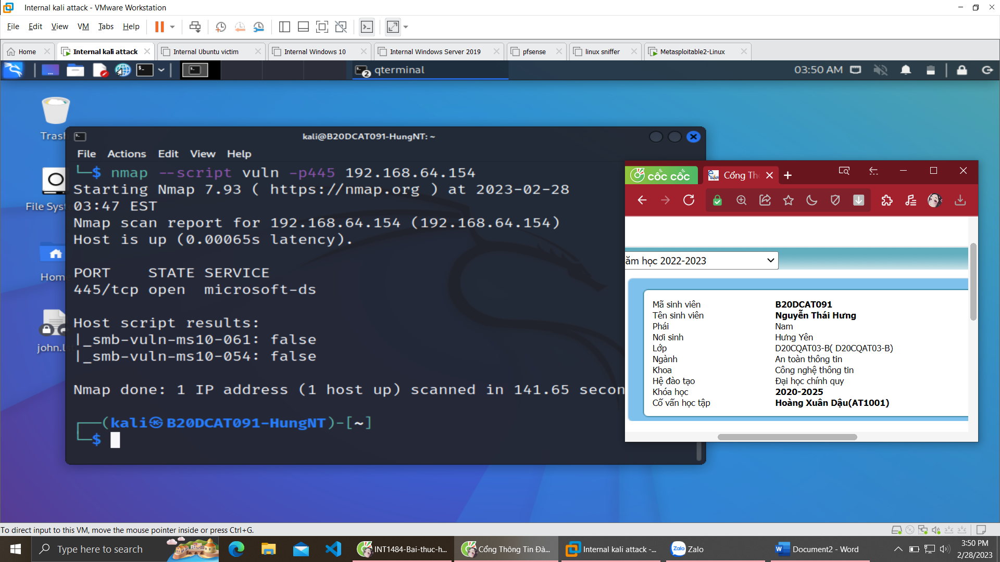 Internal kali attack - VMware Workstation
File Edit View VM Tabs Help
Home
Internal kali attack
Internal Ubuntu victim
Internal Windows 10
Internal Windows Server 2019
pfsense
linux sniffer
Metasploitable2-Linux
qterminal
03:50 AM
Trash
File Syst
Home
john.l
kali@B20DCAT091-HungNT: ~
File Actions Edit View Help
└─$ nmap --script vuln -p445 192.168.64.154
Starting Nmap 7.93 ( https://nmap.org ) at 2023-02-28
03:47 EST
Nmap scan report for 192.168.64.154 (192.168.64.154)
Host is up (0.00065s latency).
PORT    STATE SERVICE
445/tcp open  microsoft-ds
Host script results:
|_smb-vuln-ms10-061: false
|_smb-vuln-ms10-054: false
Nmap done: 1 IP address (1 host up) scanned in 141.65 secon
┌──(kali㉿B20DCAT091-HungNT)-[~]
└─$
cốc cốc
Cổng Th
ăm học 2022-2023
Mã sinh viên B20DCAT091
Tên sinh viên Nguyễn Thái Hưng
Phái Nam
Nơi sinh Hưng Yên
Lớp D20CQAT03-B( D20CQAT03-B)
Ngành An toàn thông tin
Khoa Công nghệ thông tin
Hệ đào tạo Đại học chính quy
Khóa học 2020-2025
Cố vấn học tập Hoàng Xuân Dậu(AT1001)
To direct input to this VM, move the mouse pointer inside or press Ctrl+G.
Type here to search
INT1484-Bai-thuc-h...
Cổng Thông Tin Đà...
Internal kali attack -...
Zalo
Zalo
Document2 - Word
3:50 PM
2/28/2023